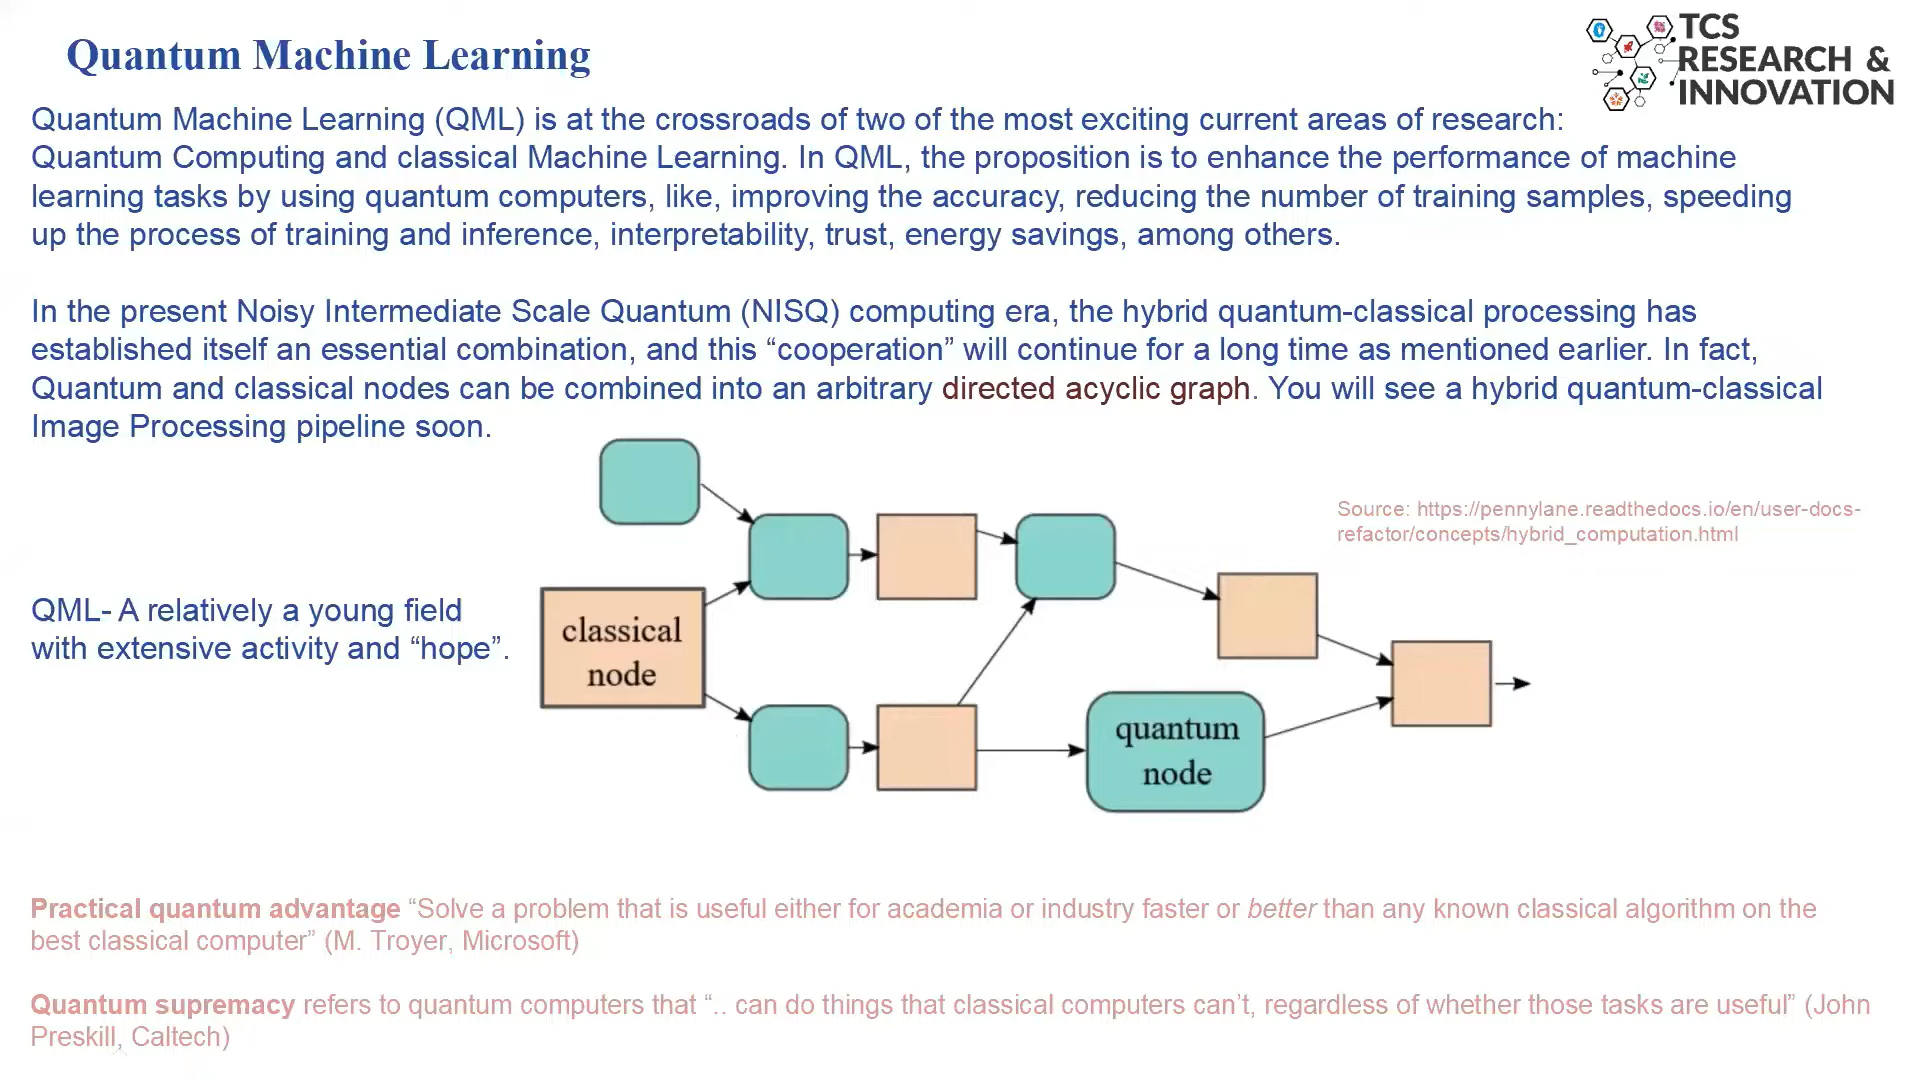 Quantum Machine Learning
TCS
RESEARCH &
INNOVATION
Quantum Machine Learning (QML) is at the crossroads of two of the most exciting current areas of research:
Quantum Computing and classical Machine Learning. In QML, the proposition is to enhance the performance of machine
learning tasks by using quantum computers, like, improving the accuracy, reducing the number of training samples, speeding
up the process of training and inference, interpretability, trust, energy savings, among others.
In the present Noisy Intermediate Scale Quantum (NISQ) computing era, the hybrid quantum-classical processing has
established itself an essential combination, and this “cooperation” will continue for a long time as mentioned earlier. In fact,
Quantum and classical nodes can be combined into an arbitrary directed acyclic graph. You will see a hybrid quantum-classical
Image Processing pipeline soon.
Source: https://pennylane.readthedocs.io/en/user-docs-
refactor/concepts/hybrid_computation.html
QML- A relatively a young field
with extensive activity and “hope”.
classical
node
quantum
node
Practical quantum advantage “Solve a problem that is useful either for academia or industry faster or better than any known classical algorithm on the
best classical computer” (M. Troyer, Microsoft)
Quantum supremacy refers to quantum computers that “.. can do things that classical computers can’t, regardless of whether those tasks are useful” (John
Preskill, Caltech)